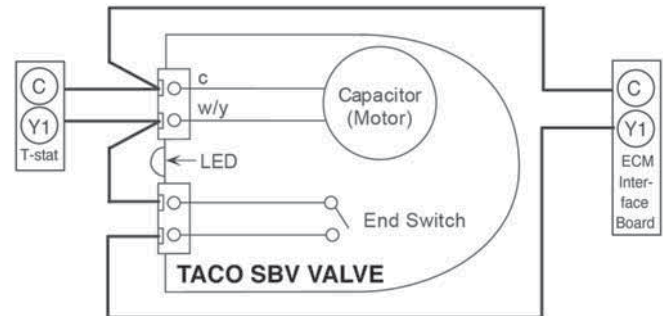 C
Y1
T-stat
c
w/y
LED
Capacitor
(Motor)
End Switch
TACO SBV VALVE
C
Y1
ECM
Inter-
face
Board